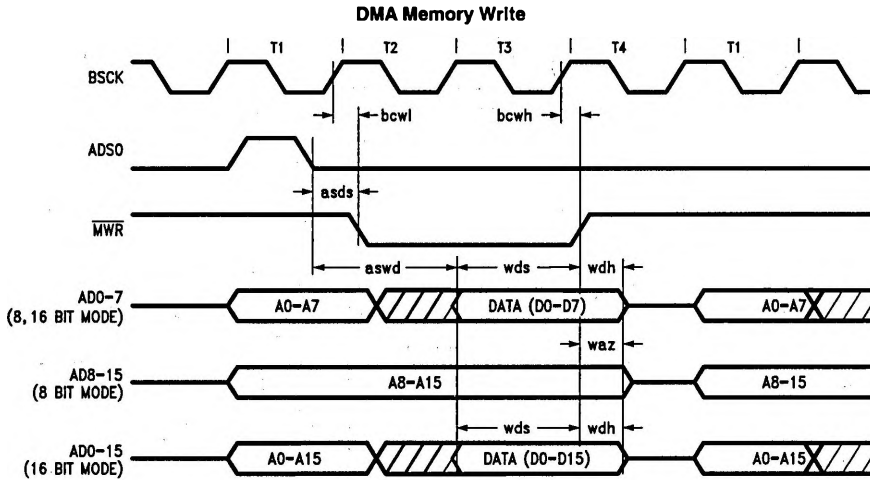 DMA Memory Write
T1 T2 T3 T4 T1
BSCK
bcwl bcwh
ADS0
asds
MWR
aswd wds wdh
AD0-7
(8, 16 BIT MODE)
A0-A7 DATA (D0-D7) A0-A7
waz
AD8-15
(8 BIT MODE)
A8-A15 A8-15
wds wdh
AD0-15
(16 BIT MODE)
A0-A15 DATA (D0-D15) A0-A15